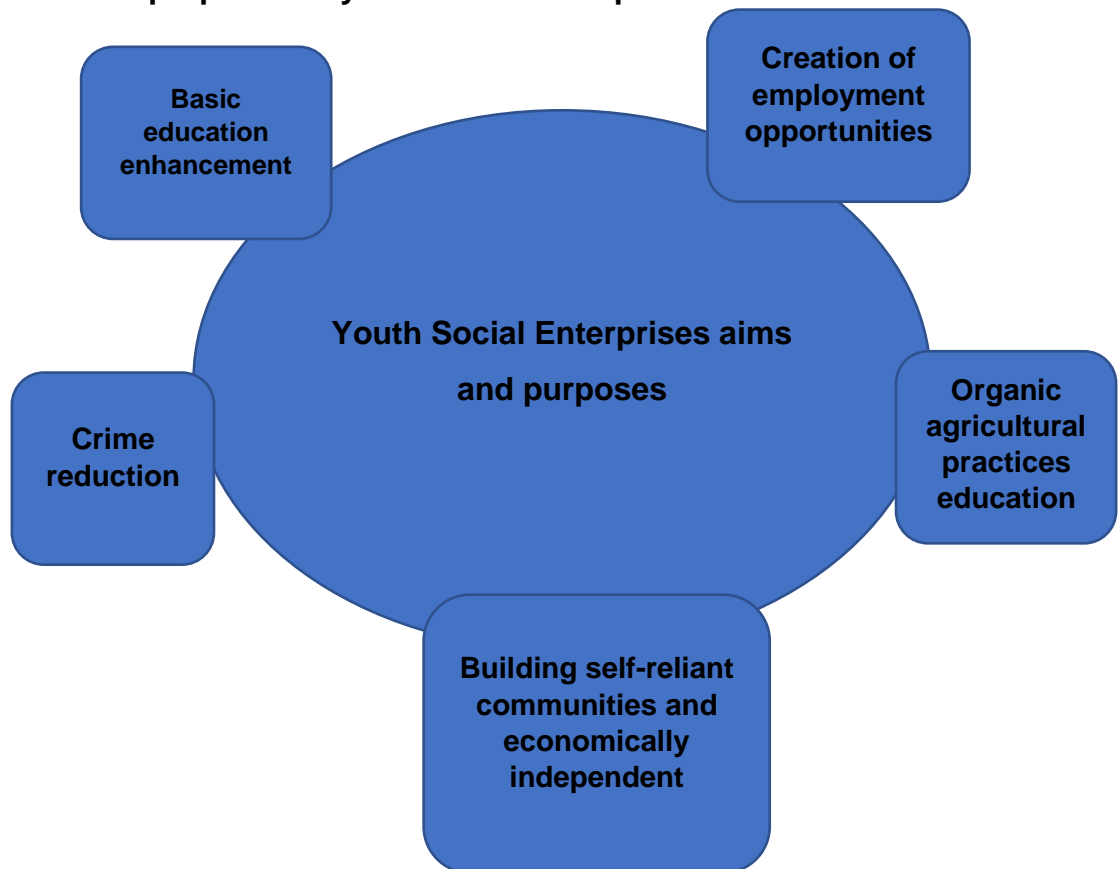 Basic
education
enhancement
Creation of
employment
opportunities
Youth Social Enterprises aims
and purposes
Crime
reduction
Organic
agricultural
practices
education
Building self-reliant
communities and
economically
independent